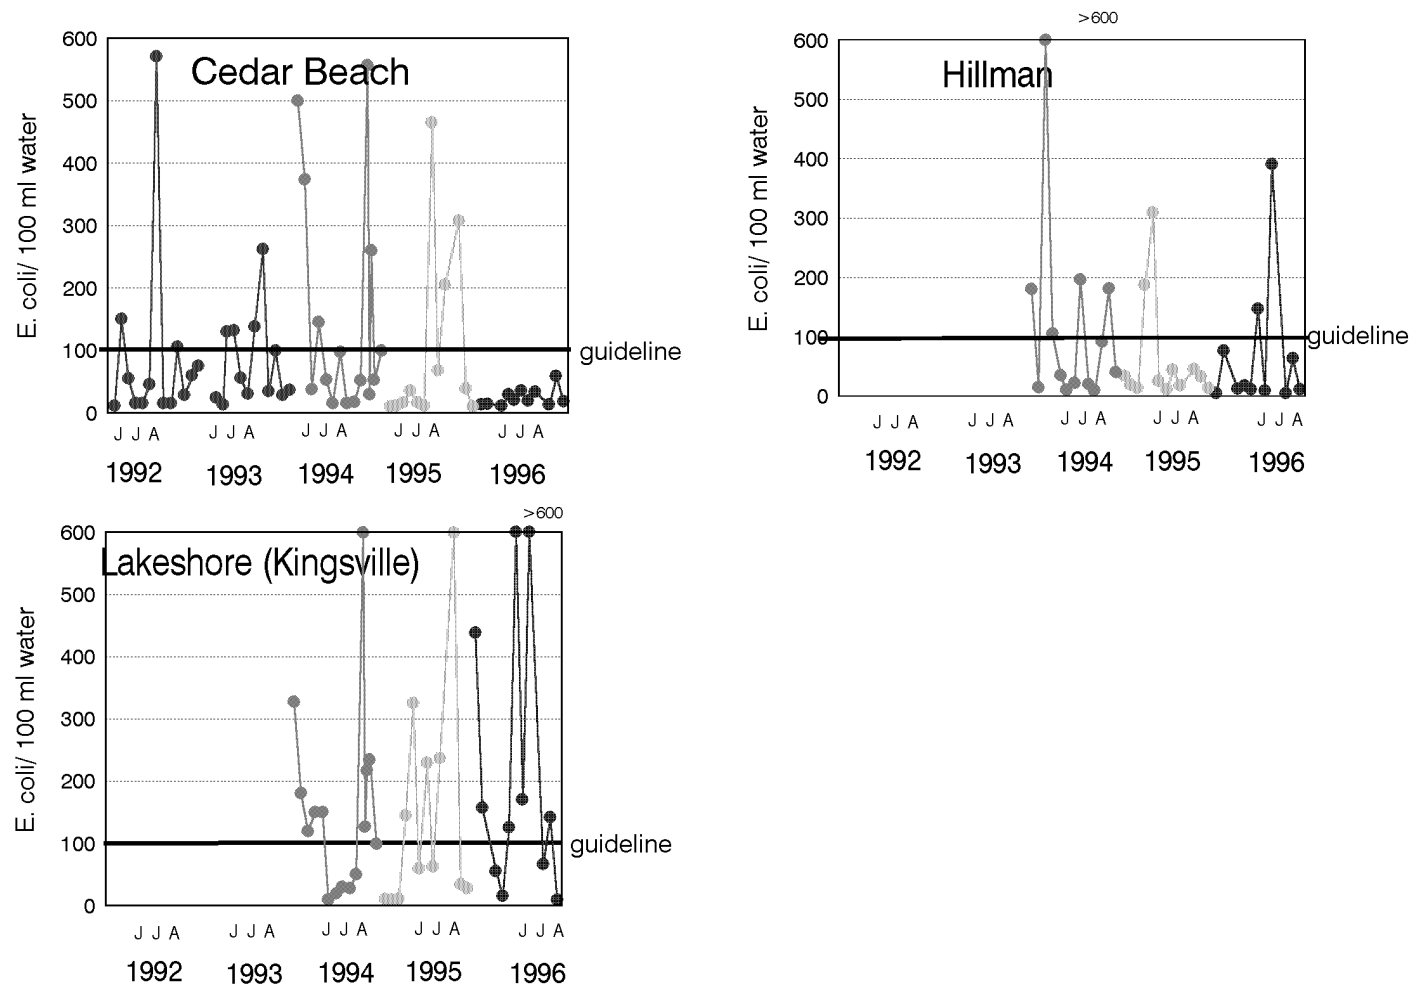 Cedar Beach
E. coli/ 100 ml water
600
500
400
300
200
100
0
guideline
J J A
J J A
J J A
J J A
J J A
1992
1993
1994
1995
1996
>600
Hillman
E. coli/ 100 ml water
600
500
400
300
200
100
0
guideline
J J A
J J A
J J A
J J A
J J A
1992
1993
1994
1995
1996
>600
Lakeshore (Kingsville)
E. coli/ 100 ml water
600
500
400
300
200
100
0
guideline
J J A
J J A
J J A
J J A
J J A
1992
1993
1994
1995
1996